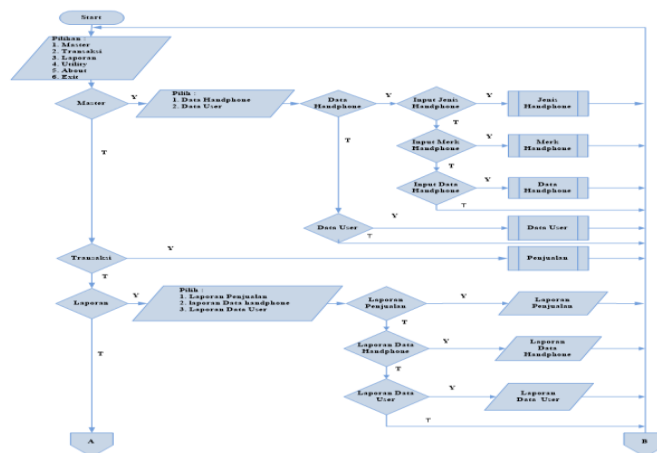 Start
Pilihan :
1. Master
2. Transaksi
3. Laporan
4. Utility
5. About
6. Exit
Master
Y
Pilih :
1. Data Handphone
2. Data User
Data
Handphone
Y
Input Jenis
Handphone
Y
Jenis
Handphone
T
Input Merk
Handphone
Y
Merk
Handphone
T
T
T
Input Data
Handphone
Y
Data
Handphone
T
Data User
Y
Data User
T
Transaksi
Y
Penjualan
T
Laporan
Y
Pilih :
1. Laporan Penjualan
2. laporan Data handphone
3. Laporan Data User
Laporan
Penjualan
Y
Laporan
Penjualan
T
Laporan Data
Handphone
Y
Laporan
Data
Handphone
T
T
Laporan Data
User
Y
Laporan
Data User
T
A
B